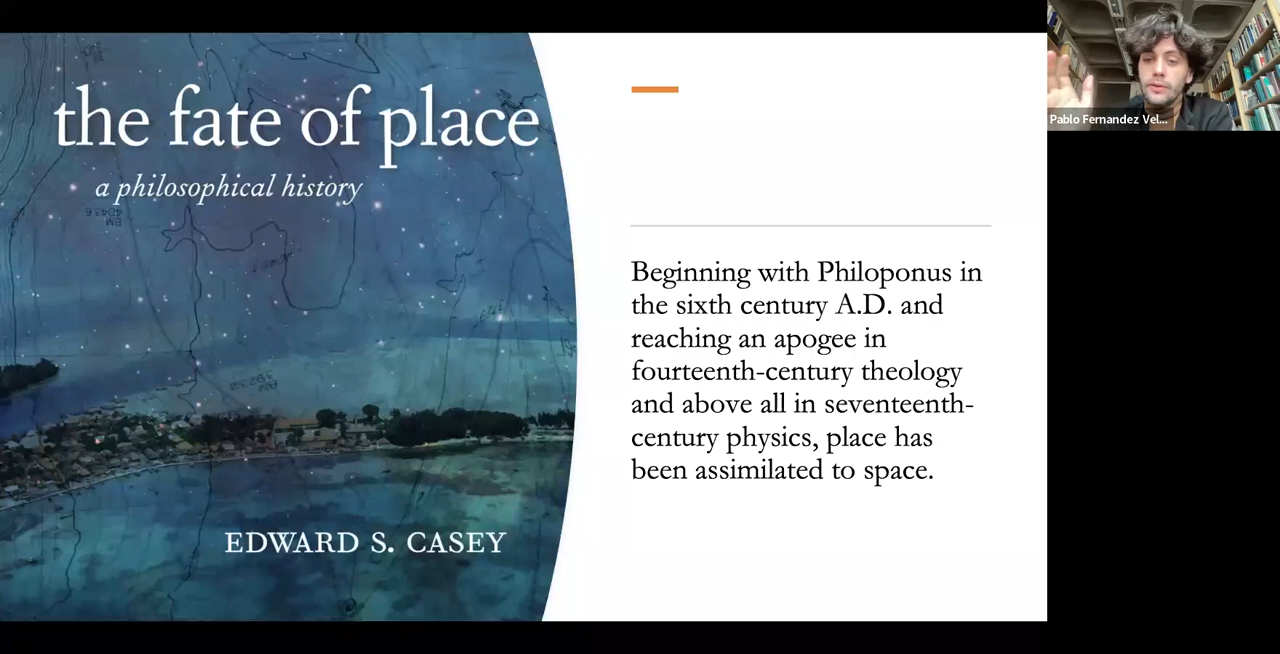 the fate of place
a philosophical history
EDWARD S. CASEY
Beginning with Philoponus in
the sixth century A.D. and
reaching an apogee in
fourteenth-century theology
and above all in seventeenth-
century physics, place has
been assimilated to space.
Pablo Fernandez Vel...